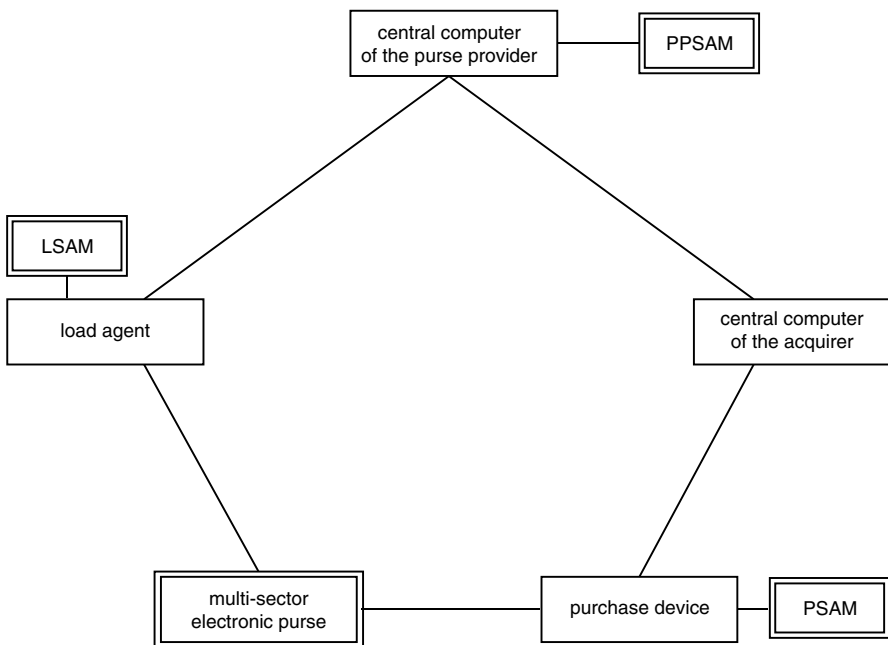 central computer
of the purse provider
PPSAM
LSAM
load agent
central computer
of the acquirer
multi-sector
electronic purse
purchase device
PSAM